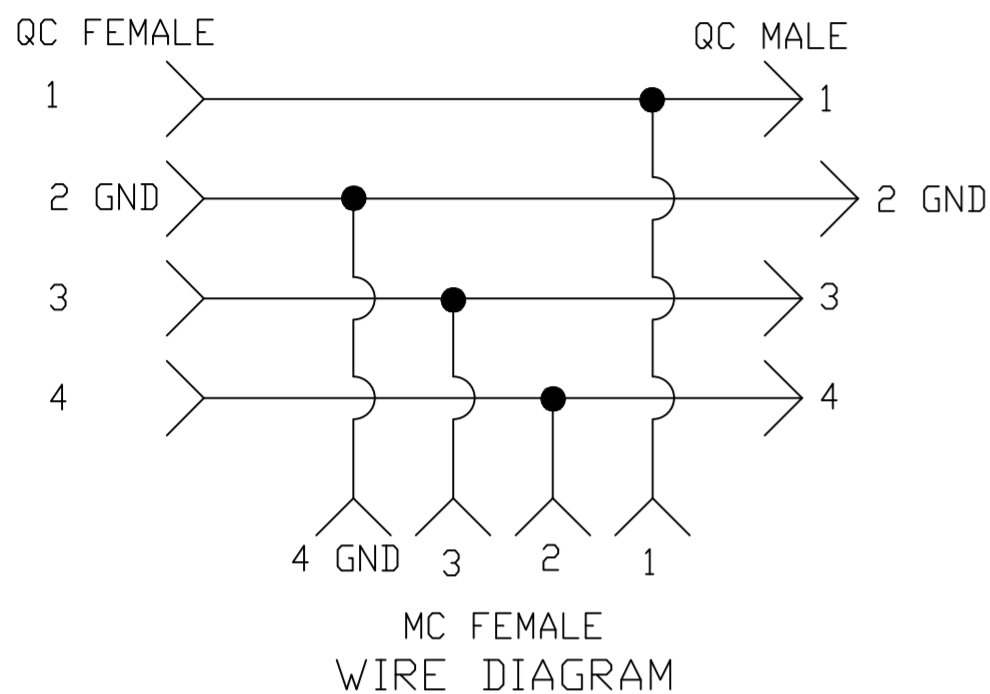 QC FEMALE
QC MALE
1
1
2 GND
2 GND
3
3
4
4
4 GND
3
2
1
MC FEMALE
WIRE DIAGRAM